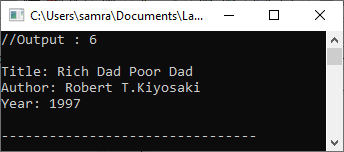 C:\Users\samra\Documents\La...
//Output : 6
Title: Rich Dad Poor Dad
Author: Robert T.Kiyosaki
Year: 1997
--------------------------------